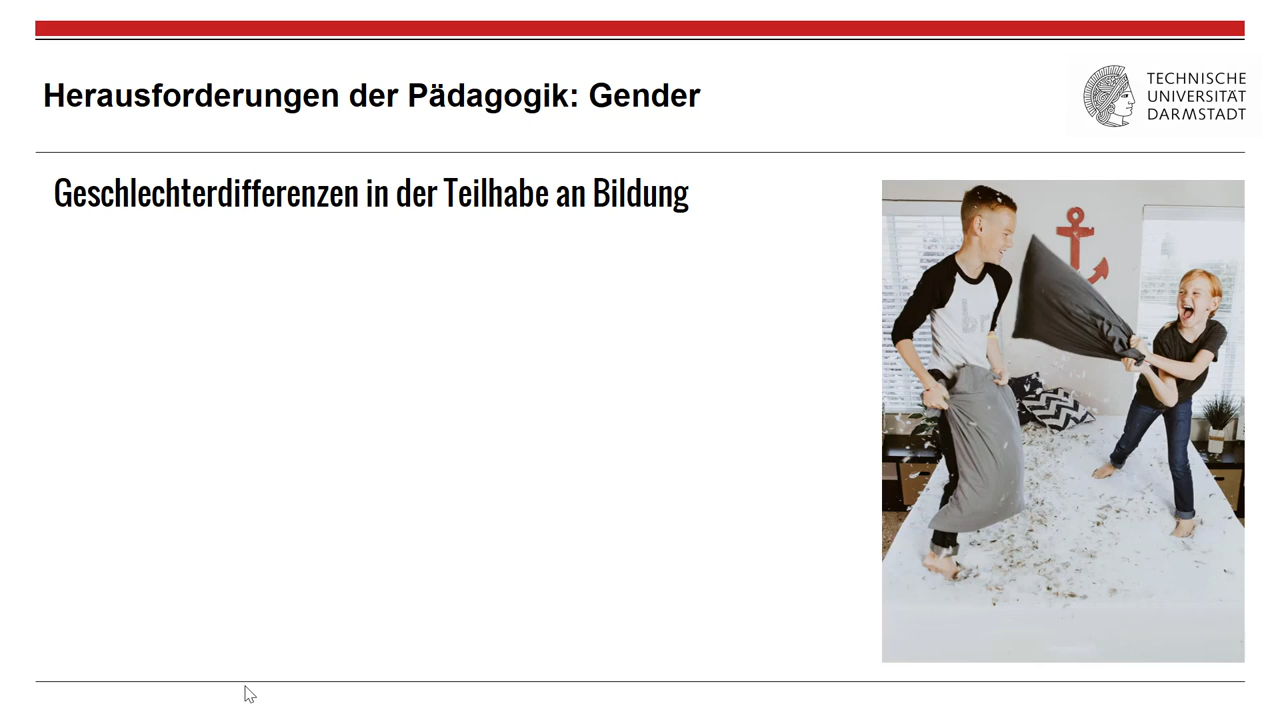 Herausforderungen der Pädagogik: Gender
TECHNISCHE
UNIVERSITÄT
DARMSTADT
Geschlechterdifferenzen in der Teilhabe an Bildung